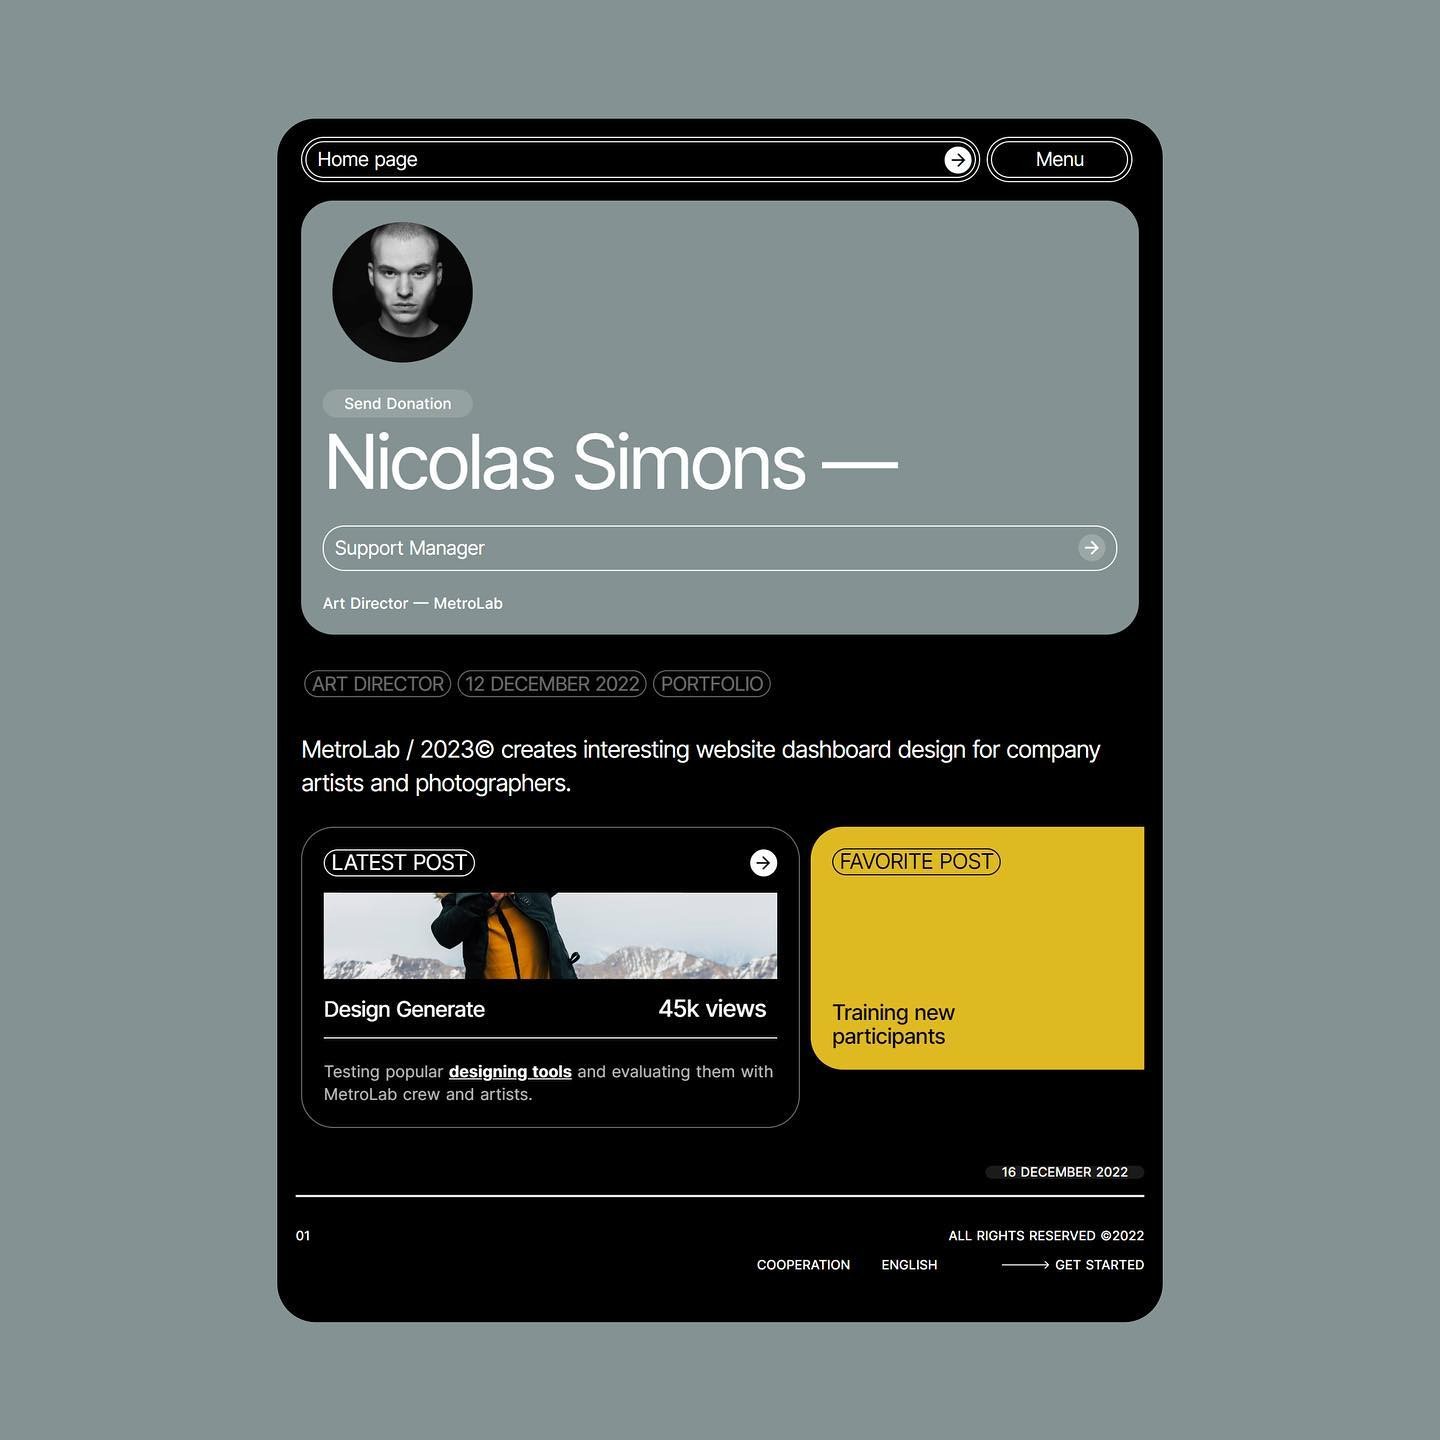 Home page
Menu
Send Donation
Nicolas Simons —
Support Manager
Art Director — MetroLab
ART DIRECTOR 12 DECEMBER 2022 PORTFOLIO
MetroLab / 2023© creates interesting website dashboard design for company
artists and photographers.
LATEST POST
Design Generate 45k views
Testing popular designing tools and evaluating them with
MetroLab crew and artists.
FAVORITE POST
Training new
participants
16 DECEMBER 2022
01
ALL RIGHTS RESERVED ©2022
COOPERATION ENGLISH GET STARTED